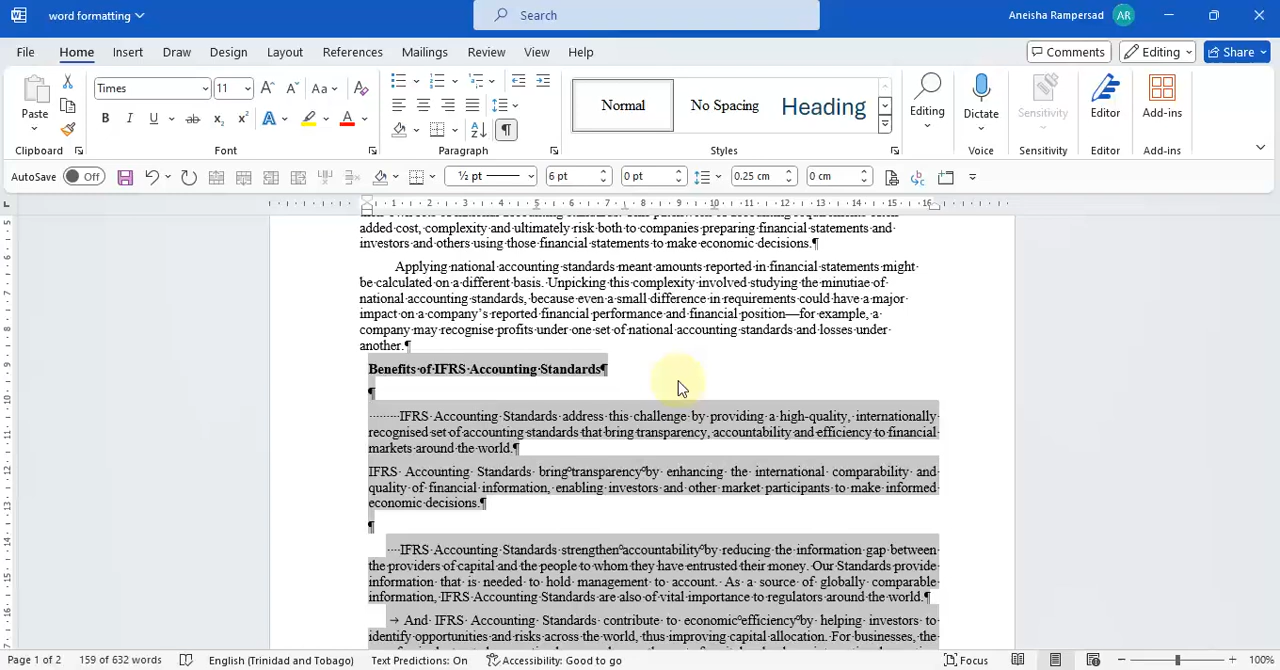 word formatting
Search
Aneisha Rampersad AR
File Home Insert Draw Design Layout References Mailings Review View Help
Comments Editing Share
Times 11
Paste
Normal No Spacing Heading
Editing Dictate Sensitivity Editor Add-ins
Clipboard Font Paragraph Styles Voice Sensitivity Editor Add-ins
AutoSave Off ½ pt 6 pt 0 pt 0.25 cm 0 cm
1 2 3 4 5 6 7 8 9 10 11 12 13 14 15 16
added cost, complexity and ultimately risk both to companies preparing financial statements and
investors and others using those financial statements to make economic decisions.¶
Applying national accounting standards meant amounts reported in financial statements might
be calculated on a different basis. Unpicking this complexity involved studying the minutiae of
national accounting standards, because even a small difference in requirements could have a major
impact on a company's reported financial performance and financial position—for example, a
company may recognise profits under one set of national accounting standards and losses under
another.¶
Benefits of IFRS Accounting Standards¶
¶
IFRS Accounting Standards address this challenge by providing a high-quality, internationally
recognised set of accounting standards that bring transparency, accountability and efficiency to financial
markets around the world.¶
IFRS Accounting Standards bring transparency by enhancing the international comparability and
quality of financial information, enabling investors and other market participants to make informed
economic decisions.¶
¶
IFRS Accounting Standards strengthen accountability by reducing the information gap between
the providers of capital and the people to whom they have entrusted their money. Our Standards provide
information that is needed to hold management to account. As a source of globally comparable
information, IFRS Accounting Standards are also of vital importance to regulators around the world.¶
→ And IFRS Accounting Standards contribute to economic efficiency by helping investors to
identify opportunities and risks across the world, thus improving capital allocation. For businesses, the
Page 1 of 2 159 of 632 words English (Trinidad and Tobago) Text Predictions: On Accessibility: Good to go Focus 100%